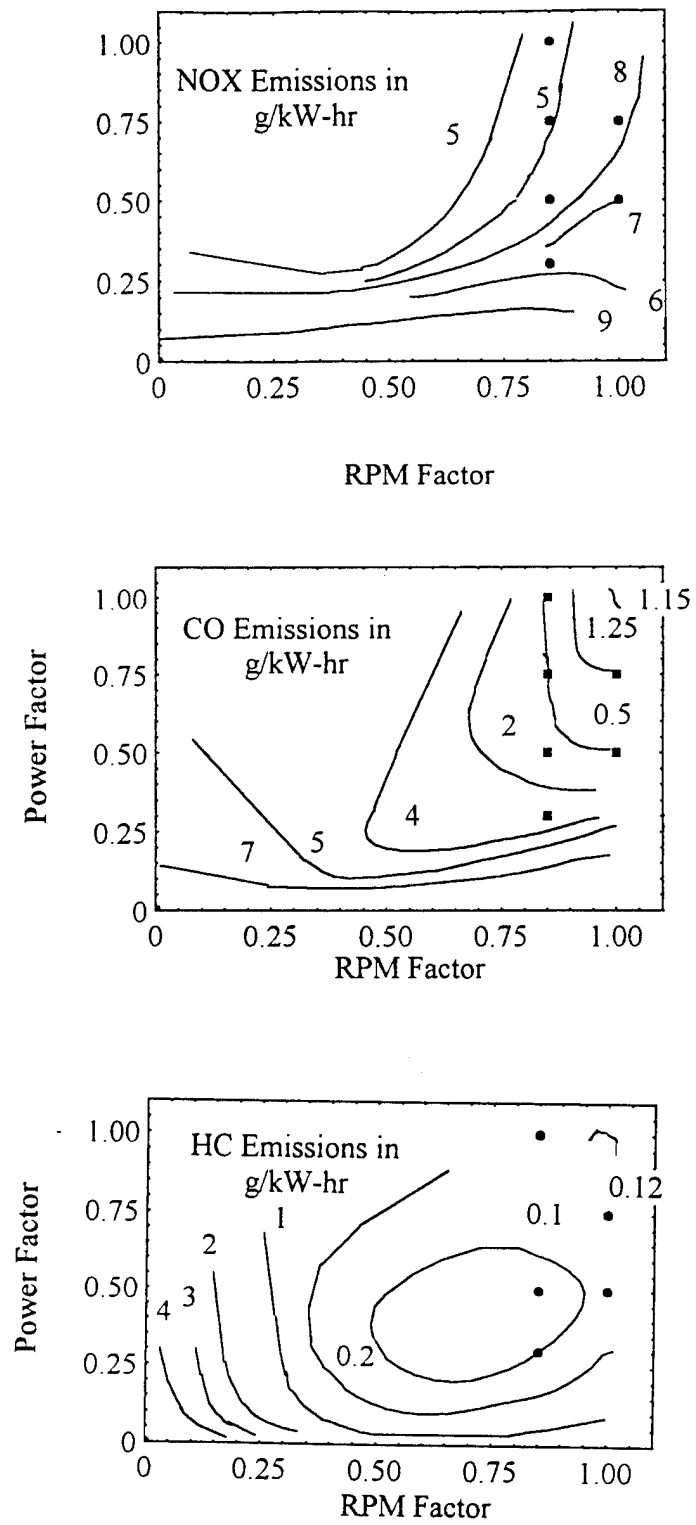 1.00
NOX Emissions in
g/kW-hr
8
5
5
0.75
0.50
7
0.25
6
9
0
0 0.25 0.50 0.75 1.00
RPM Factor
1.00
CO Emissions in
g/kW-hr
1.15
1.25
0.75
0.5
2
0.50
4
0.25
5
7
0
Power Factor
0 0.25 0.50 0.75 1.00
RPM Factor
1.00
HC Emissions in
g/kW-hr
0.12
0.1
1
0.75
2
3
4
0.50
0.2
0.25
0
Power Factor
0 0.25 0.50 0.75 1.00
RPM Factor